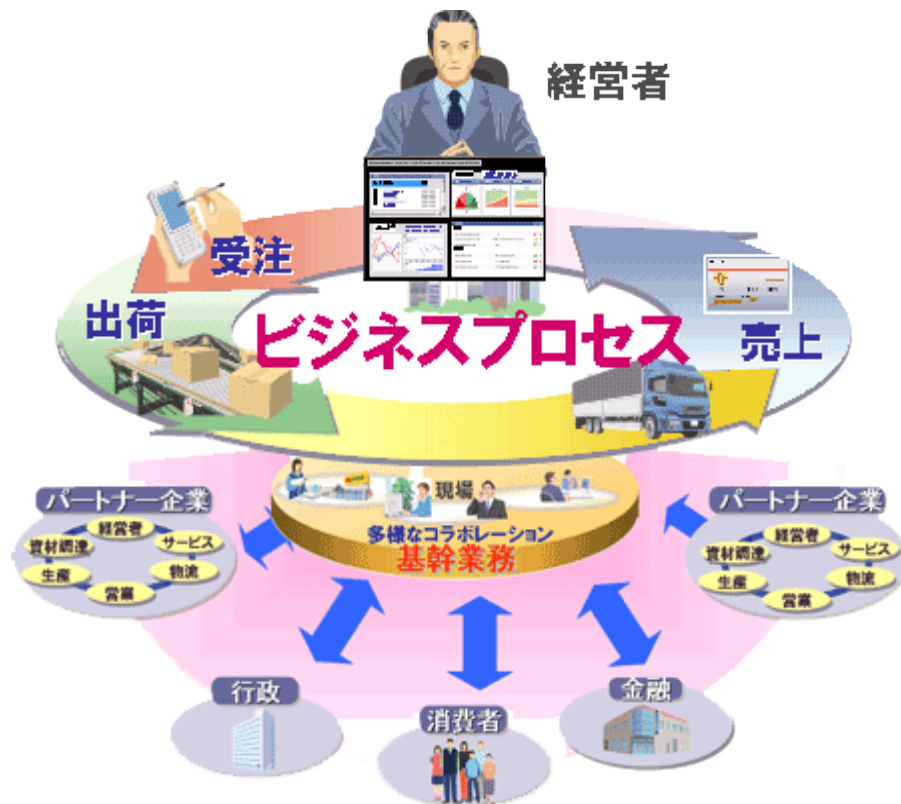 経営者
受注
出荷
ビジネスプロセス
売上
現場
多様なコラボレーション
基幹業務
パートナー企業
経営者
資材調達
サービス
生産
物流
営業
パートナー企業
経営者
資材調達
サービス
生産
物流
営業
行政
消費者
金融